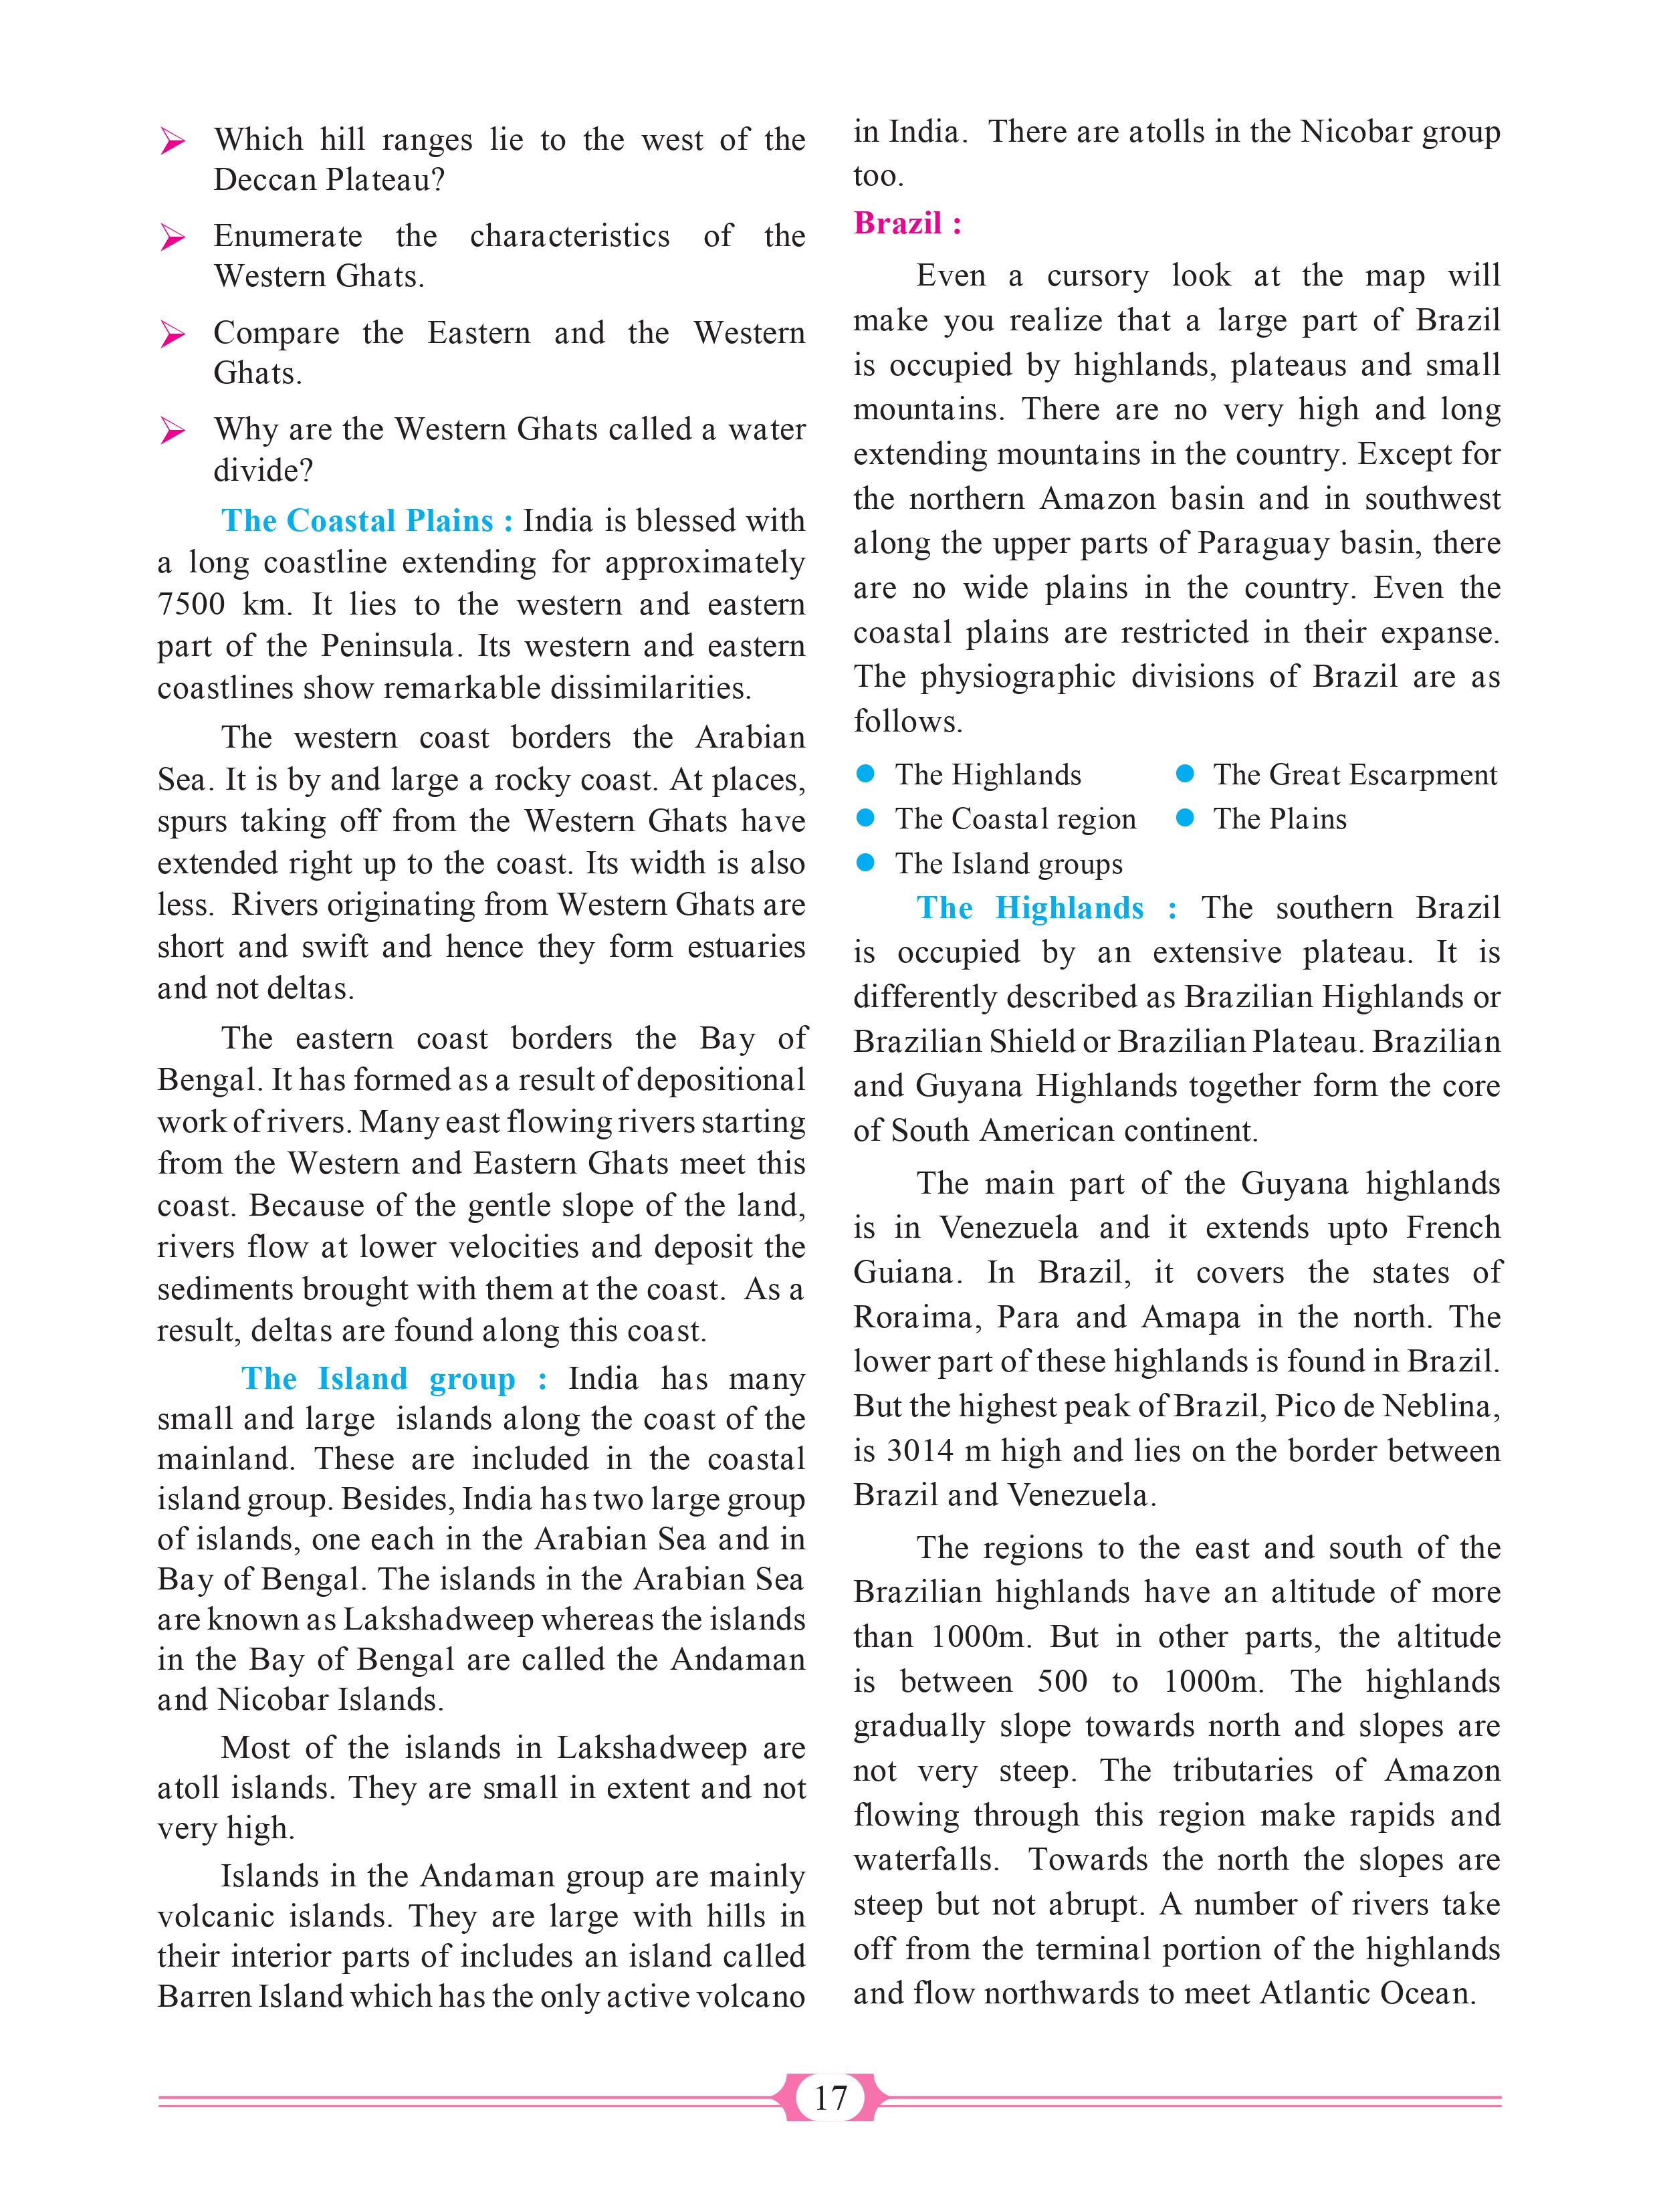 Which hill ranges lie to the west of the
Deccan Plateau?
Enumerate the characteristics of the
Western Ghats.
Compare the Eastern and the Western
Ghats.
Why are the Western Ghats called a water
divide?
The Coastal Plains : India is blessed with
a long coastline extending for approximately
7500 km. It lies to the western and eastern
part of the Peninsula. Its western and eastern
coastlines show remarkable dissimilarities.
The western coast borders the Arabian
Sea. It is by and large a rocky coast. At places,
spurs taking off from the Western Ghats have
extended right up to the coast. Its width is also
less. Rivers originating from Western Ghats are
short and swift and hence they form estuaries
and not deltas.
The eastern coast borders the Bay of
Bengal. It has formed as a result of depositional
work of rivers. Many east flowing rivers starting
from the Western and Eastern Ghats meet this
coast. Because of the gentle slope of the land,
rivers flow at lower velocities and deposit the
sediments brought with them at the coast. As a
result, deltas are found along this coast.
The Island group : India has many
small and large islands along the coast of the
mainland. These are included in the coastal
island group. Besides, India has two large group
of islands, one each in the Arabian Sea and in
Bay of Bengal. The islands in the Arabian Sea
are known as Lakshadweep whereas the islands
in the Bay of Bengal are called the Andaman
and Nicobar Islands.
Most of the islands in Lakshadweep are
atoll islands. They are small in extent and not
very high.
Islands in the Andaman group are mainly
volcanic islands. They are large with hills in
their interior parts of includes an island called
Barren Island which has the only active volcano
in India. There are atolls in the Nicobar group
too.
Brazil :
Even a cursory look at the map will
make you realize that a large part of Brazil
is occupied by highlands, plateaus and small
mountains. There are no very high and long
extending mountains in the country. Except for
the northern Amazon basin and in southwest
along the upper parts of Paraguay basin, there
are no wide plains in the country. Even the
coastal plains are restricted in their expanse.
The physiographic divisions of Brazil are as
follows.
● The Highlands ● The Great Escarpment
● The Coastal region ● The Plains
● The Island groups
The Highlands : The southern Brazil
is occupied by an extensive plateau. It is
differently described as Brazilian Highlands or
Brazilian Shield or Brazilian Plateau. Brazilian
and Guyana Highlands together form the core
of South American continent.
The main part of the Guyana highlands
is in Venezuela and it extends upto French
Guiana. In Brazil, it covers the states of
Roraima, Para and Amapa in the north. The
lower part of these highlands is found in Brazil.
But the highest peak of Brazil, Pico de Neblina,
is 3014 m high and lies on the border between
Brazil and Venezuela.
The regions to the east and south of the
Brazilian highlands have an altitude of more
than 1000m. But in other parts, the altitude
is between 500 to 1000m. The highlands
gradually slope towards north and slopes are
not very steep. The tributaries of Amazon
flowing through this region make rapids and
waterfalls. Towards the north the slopes are
steep but not abrupt. A number of rivers take
off from the terminal portion of the highlands
and flow northwards to meet Atlantic Ocean.
17